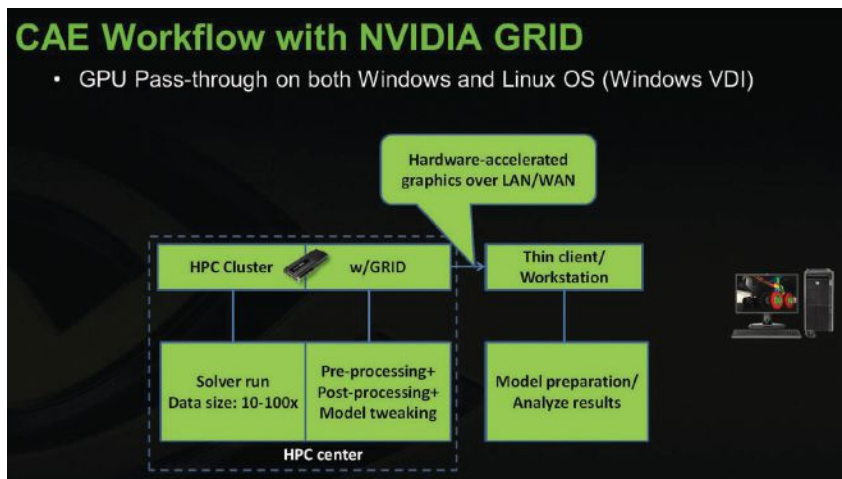 CAE Workflow with NVIDIA GRID
• GPU Pass-through on both Windows and Linux OS (Windows VDI)
Hardware-accelerated
graphics over LAN/WAN
HPC Cluster
w/GRID
Thin client/
Workstation
Solver run
Data size: 10-100x
Pre-processing+
Post-processing+
Model tweaking
Model preparation/
Analyze results
HPC center